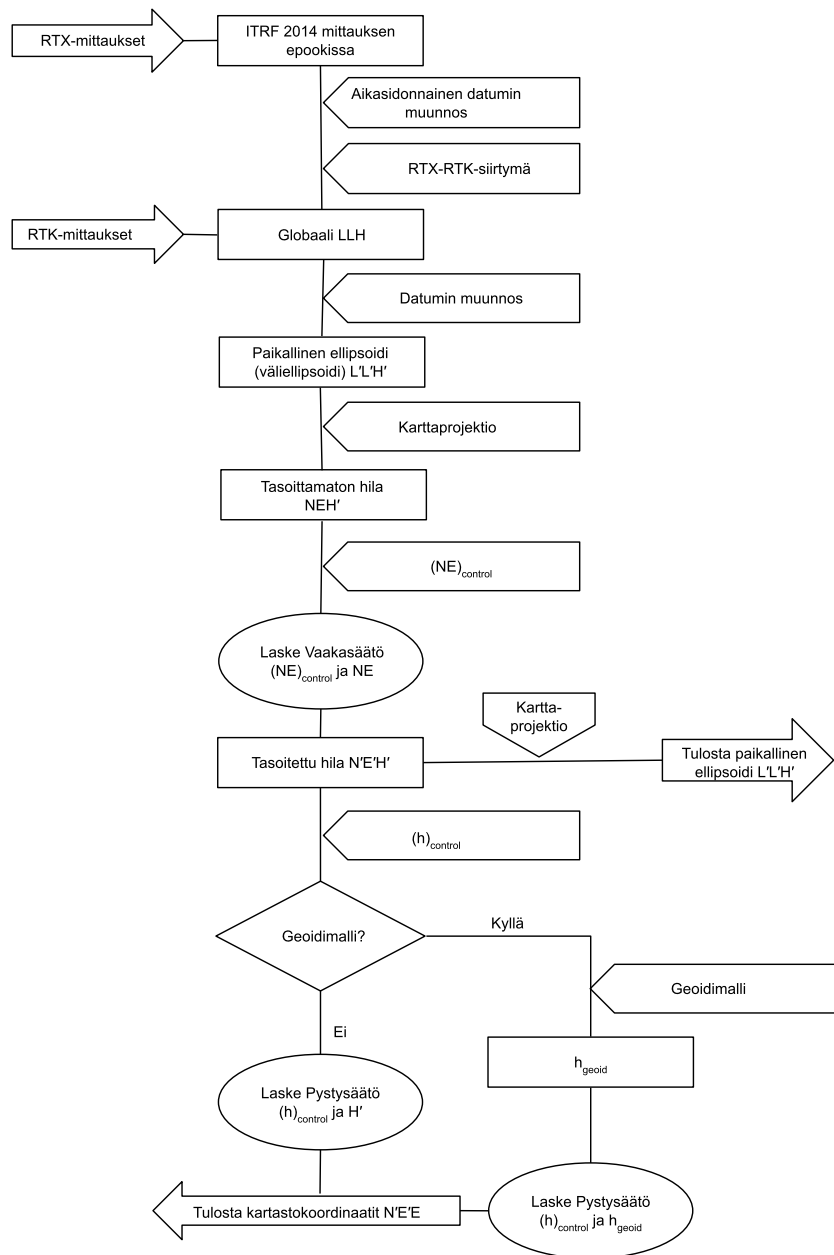 RTX-mittaukset
ITRF 2014 mittauksen
epookissa
Aikasidonnainen datumin
muunnos
RTX-RTK-siirtymä
RTK-mittaukset
Globaali LLH
Datumin muunnos
Paikallinen ellipsoidi
(väliellipsoidi) L'L'H'
Karttaprojektio
Tasoittamaton hila
NEH'
(NE)control
Laske Vaakasäätö
(NE)control ja NE
Kartta-
projektio
Tasoitettu hila N'E'H'
Tulosta paikallinen
ellipsoidi L'L'H'
(h)control
Geoidimalli?
Kyllä
Geoidimalli
Ei
hgeoid
Laske Pystysäätö
(h)control ja H'
Laske Pystysäätö
(h)control ja hgeoid
Tulosta kartastokoordinaatit N'E'E